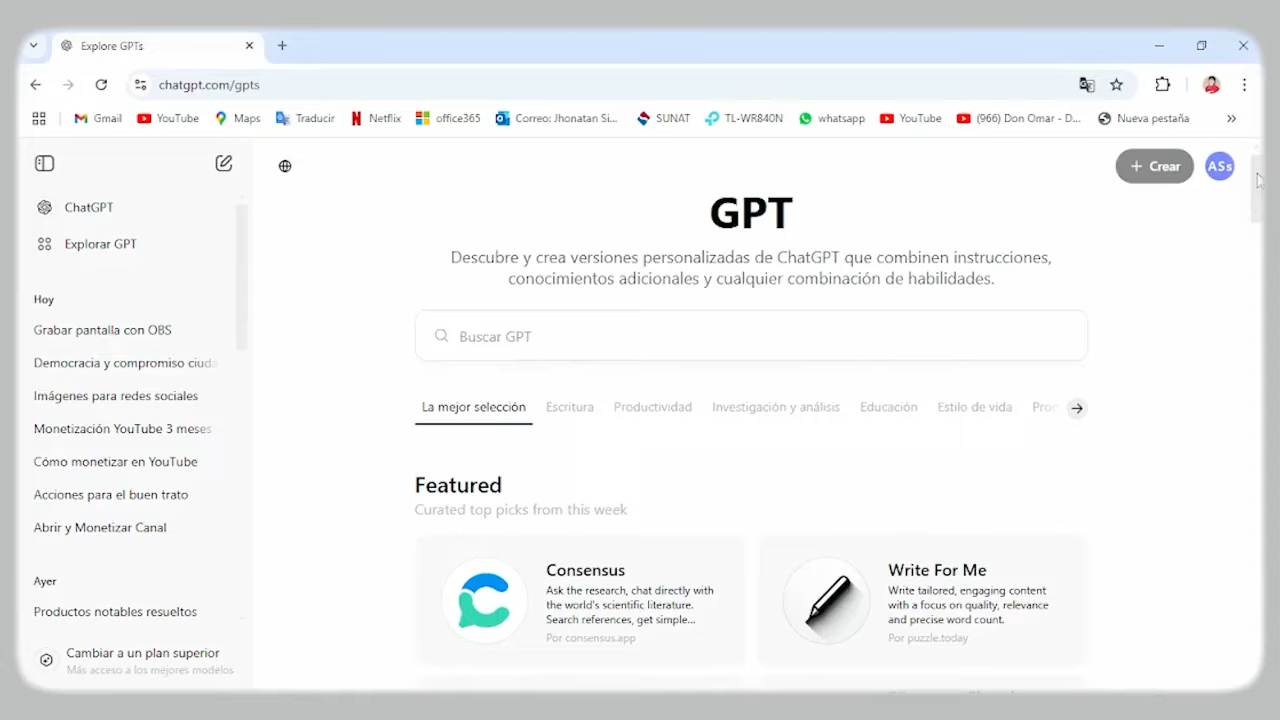 Explore GPTs
chatgpt.com/gpts
Gmail
YouTube
Maps
Traducir
Netflix
office365
Correo: Jhonatan Si...
SUNAT
TL-WR840N
whatsapp
YouTube
(966) Don Omar - D...
Nueva pestaña
»
ChatGPT
Explorar GPT
Hoy
Grabar pantalla con OBS
Democracia y compromiso ciuda
Imágenes para redes sociales
Monetización YouTube 3 meses
Cómo monetizar en YouTube
Acciones para el buen trato
Abrir y Monetizar Canal
Ayer
Productos notables resueltos
Cambiar a un plan superior
Más acceso a los mejores modelos
+ Crear
ASs
GPT
Descubre y crea versiones personalizadas de ChatGPT que combinen instrucciones,
conocimientos adicionales y cualquier combinación de habilidades.
Buscar GPT
La mejor selección
Escritura
Productividad
Investigación y análisis
Educación
Estilo de vida
Proc
Featured
Curated top picks from this week
Consensus
Ask the research, chat directly with
the world's scientific literature.
Search references, get simple...
Por consensus.app
Write For Me
Write tailored, engaging content
with a focus on quality, relevance
and precise word count.
Por puzzle.today